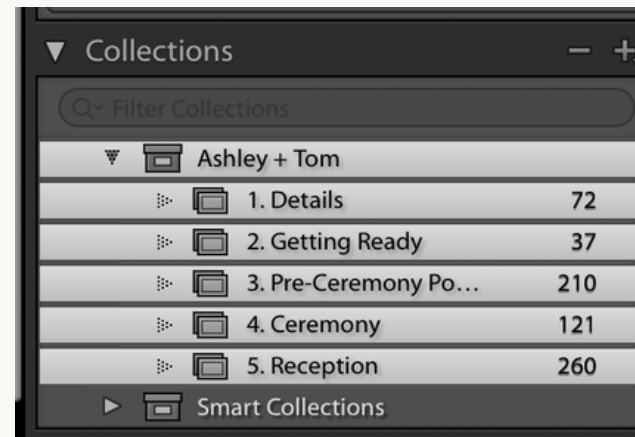 Collections
Filter Collections
Ashley + Tom
1. Details 72
2. Getting Ready 37
3. Pre-Ceremony Po... 210
4. Ceremony 121
5. Reception 260
Smart Collections